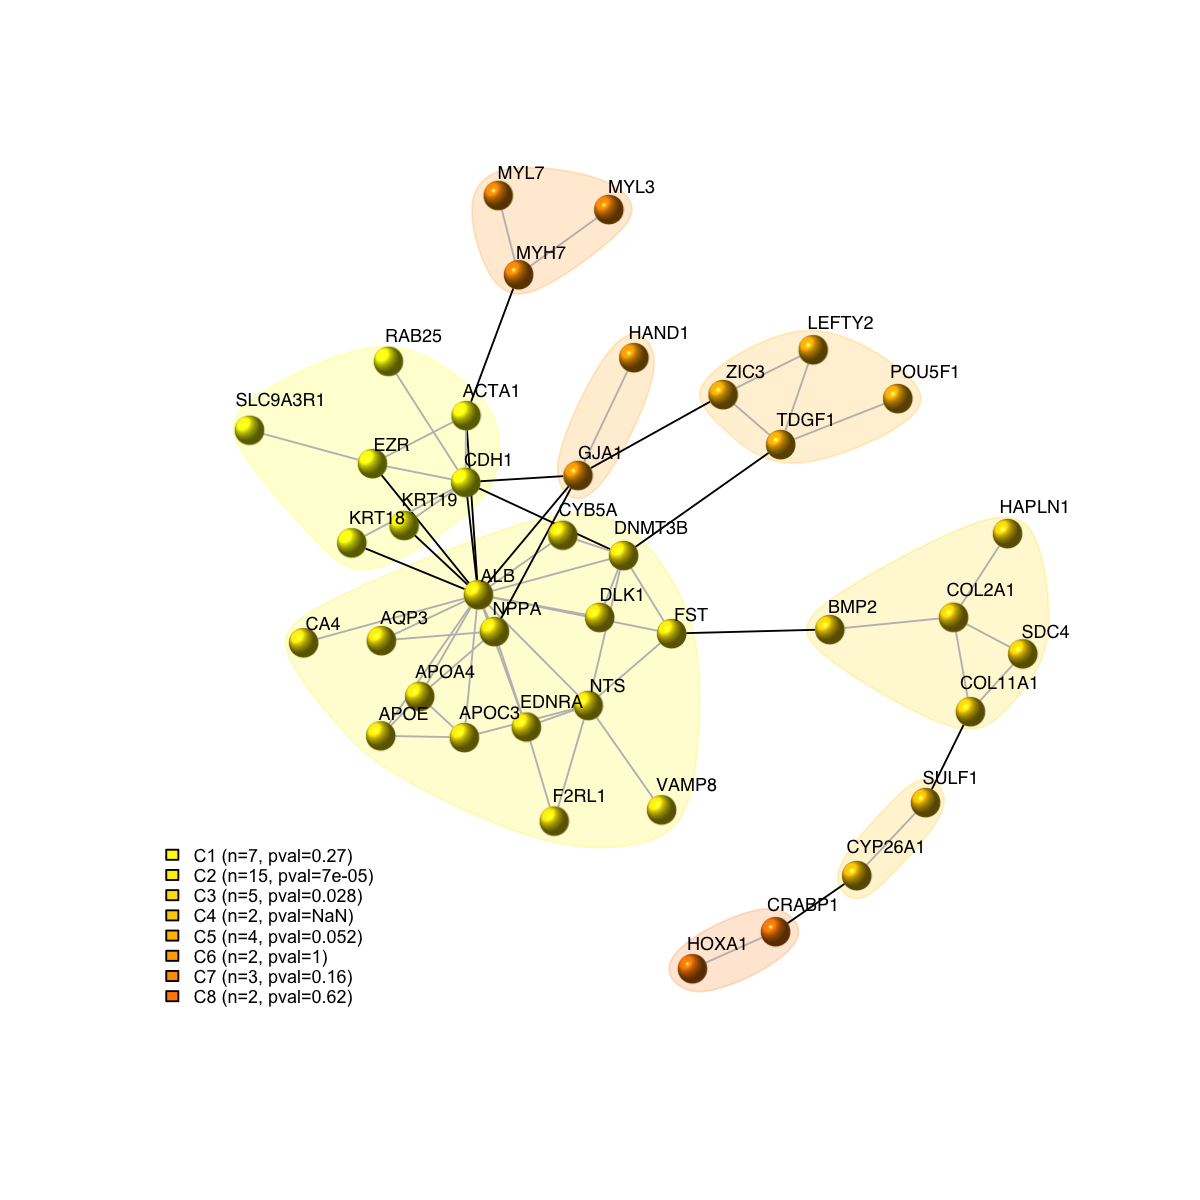 MYL7
MYL3
MYH7
LEFTY2
HAND1
RAB25
ZIC3
POU5F1
ACTA1
SLC9A3R1
TDGF1
EZR
GJA1
CDH1
KRT19
HAPLN1
CYB5A
KRT18
DNMT3B
ALB
COL2A1
DLK1
NPPA
BMP2
FST
AQP3
CA4
SDC4
APOA4
COL11A1
NTS
EDNRA
APOE
APOC3
SULF1
VAMP8
F2RL1
CYP26A1
C1 (n=7, pval=0.27)
C2 (n=15, pval=7e-05)
C3 (n=5, pval=0.028)
C4 (n=2, pval=NaN)
C5 (n=4, pval=0.052)
C6 (n=2, pval=1)
C7 (n=3, pval=0.16)
C8 (n=2, pval=0.62)
CRABP1
HOXA1